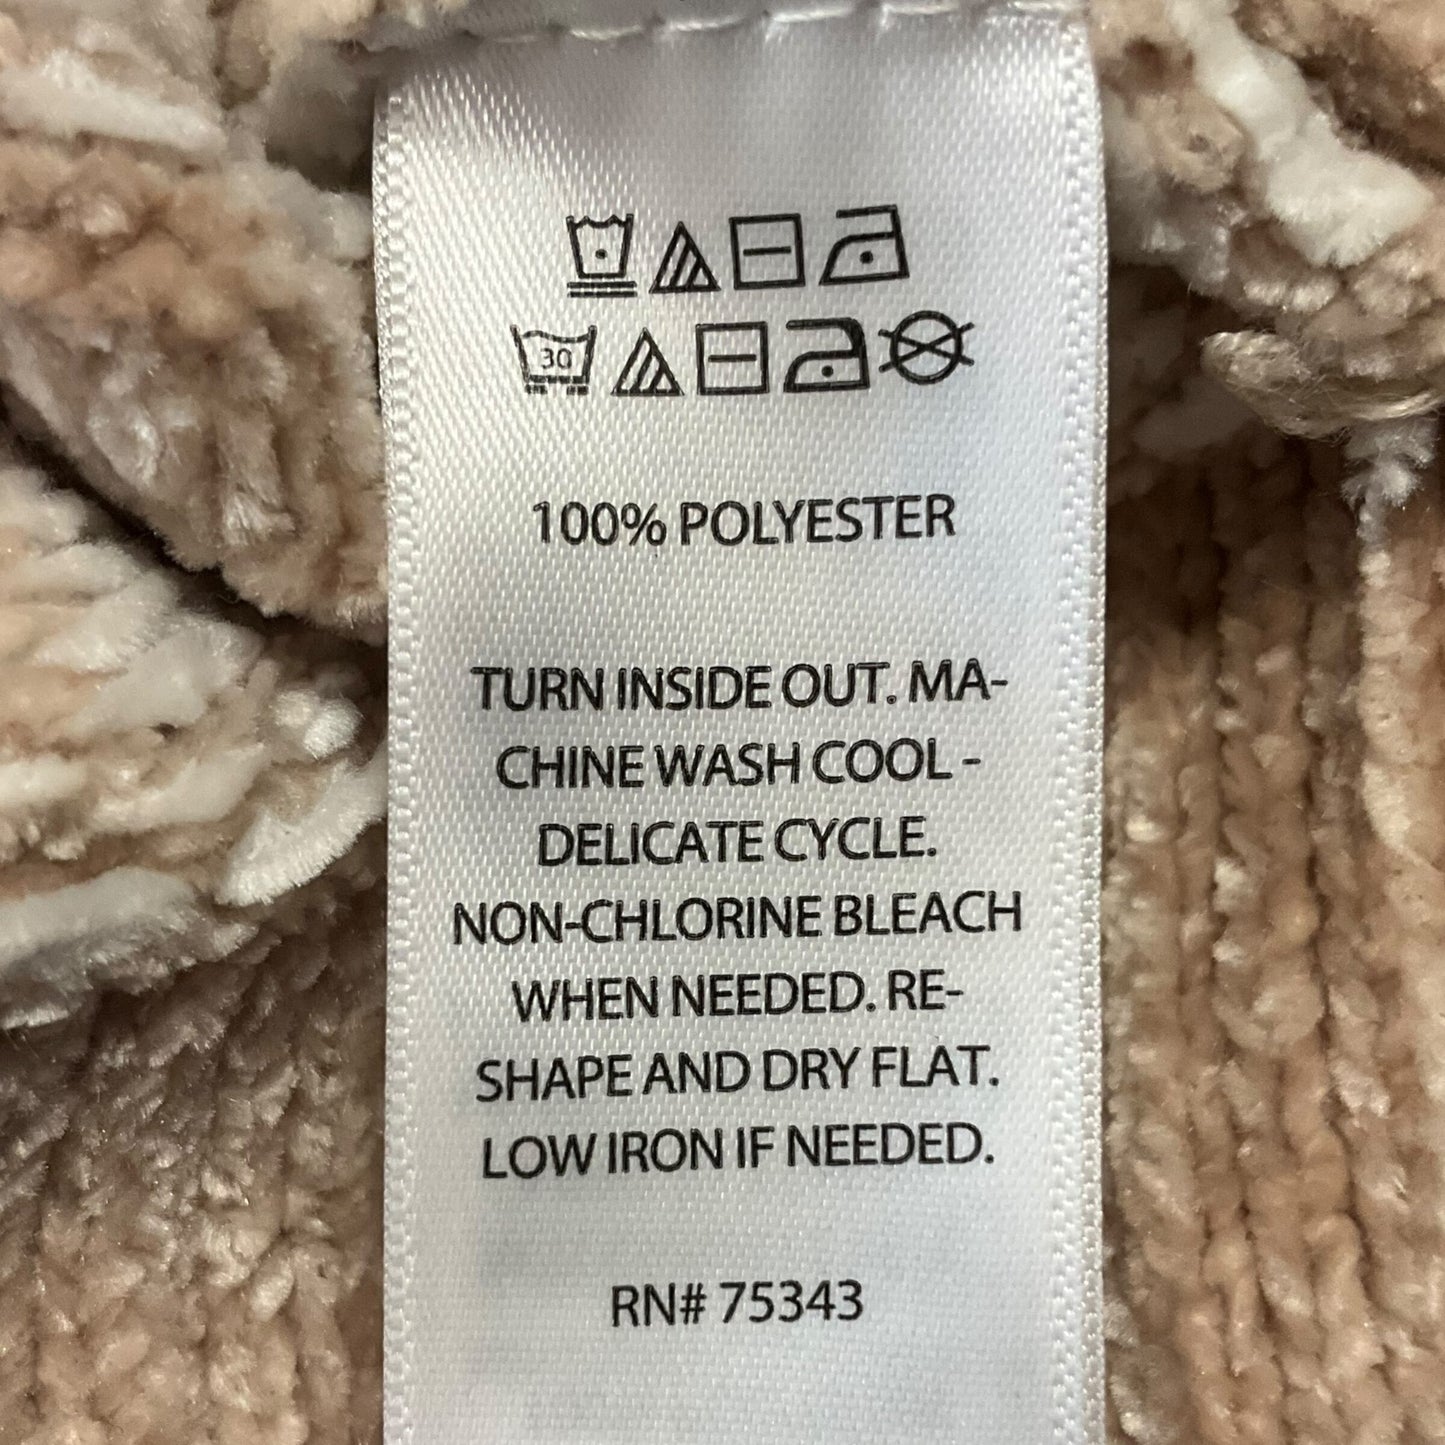 30
100% POLYESTER
TURN INSIDE OUT. MA-
CHINE WASH COOL -
DELICATE CYCLE.
NON-CHLORINE BLEACH
WHEN NEEDED. RE-
SHAPE AND DRY FLAT.
LOW IRON IF NEEDED.
RN# 75343